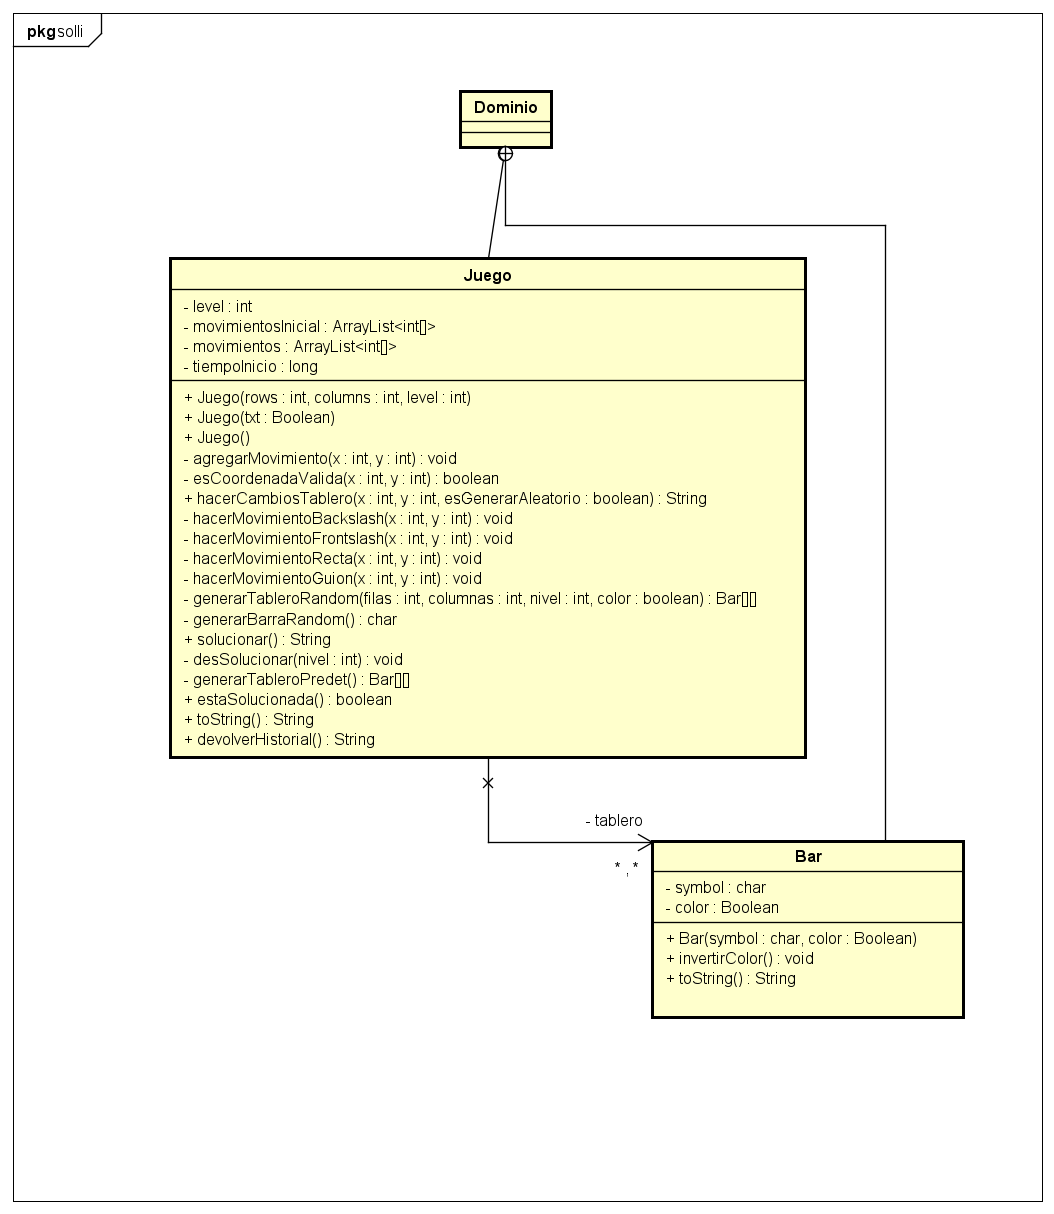 pkg solli
Dominio
Juego
- level : int
- movimientosInicial : ArrayList<int[]>
- movimientos : ArrayList<int[]>
- tiempoInicio : long
+ Juego(rows : int, columns : int, level : int)
+ Juego(txt : Boolean)
+ Juego()
- agregarMovimiento(x : int, y : int) : void
- esCoordenadaValida(x : int, y : int) : boolean
+ hacerCambiosTablero(x : int, y : int, esGenerarAleatorio : boolean) : String
- hacerMovimientoBackslash(x : int, y : int) : void
- hacerMovimientoFrontslash(x : int, y : int) : void
- hacerMovimientoRecta(x : int, y : int) : void
- hacerMovimientoGuion(x : int, y : int) : void
- generarTableroRandom(filas : int, columnas : int, nivel : int, color : boolean) : Bar[][]
- generarBarraRandom() : char
+ solucionar() : String
- desSolucionar(nivel : int) : void
- generarTableroPredet() : Bar[][]
+ estaSolucionada() : boolean
+ toString() : String
+ devolverHistorial() : String
- tablero
* , *
Bar
- symbol : char
- color : Boolean
+ Bar(symbol : char, color : Boolean)
+ invertirColor() : void
+ toString() : String